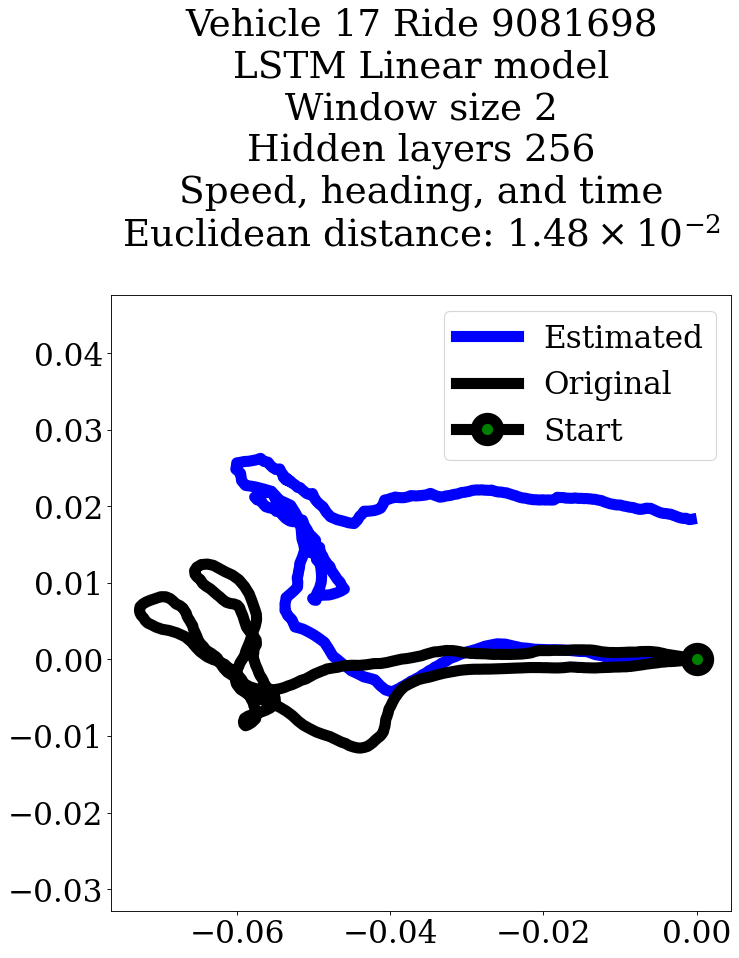 Vehicle 17 Ride 9081698
LSTM Linear model
Window size 2
Hidden layers 256
Speed, heading, and time
Euclidean distance: 1.48 × 10⁻²
Estimated
Original
Start
0.04
0.03
0.02
0.01
0.00
−0.01
−0.02
−0.03
−0.06 −0.04 −0.02 0.00